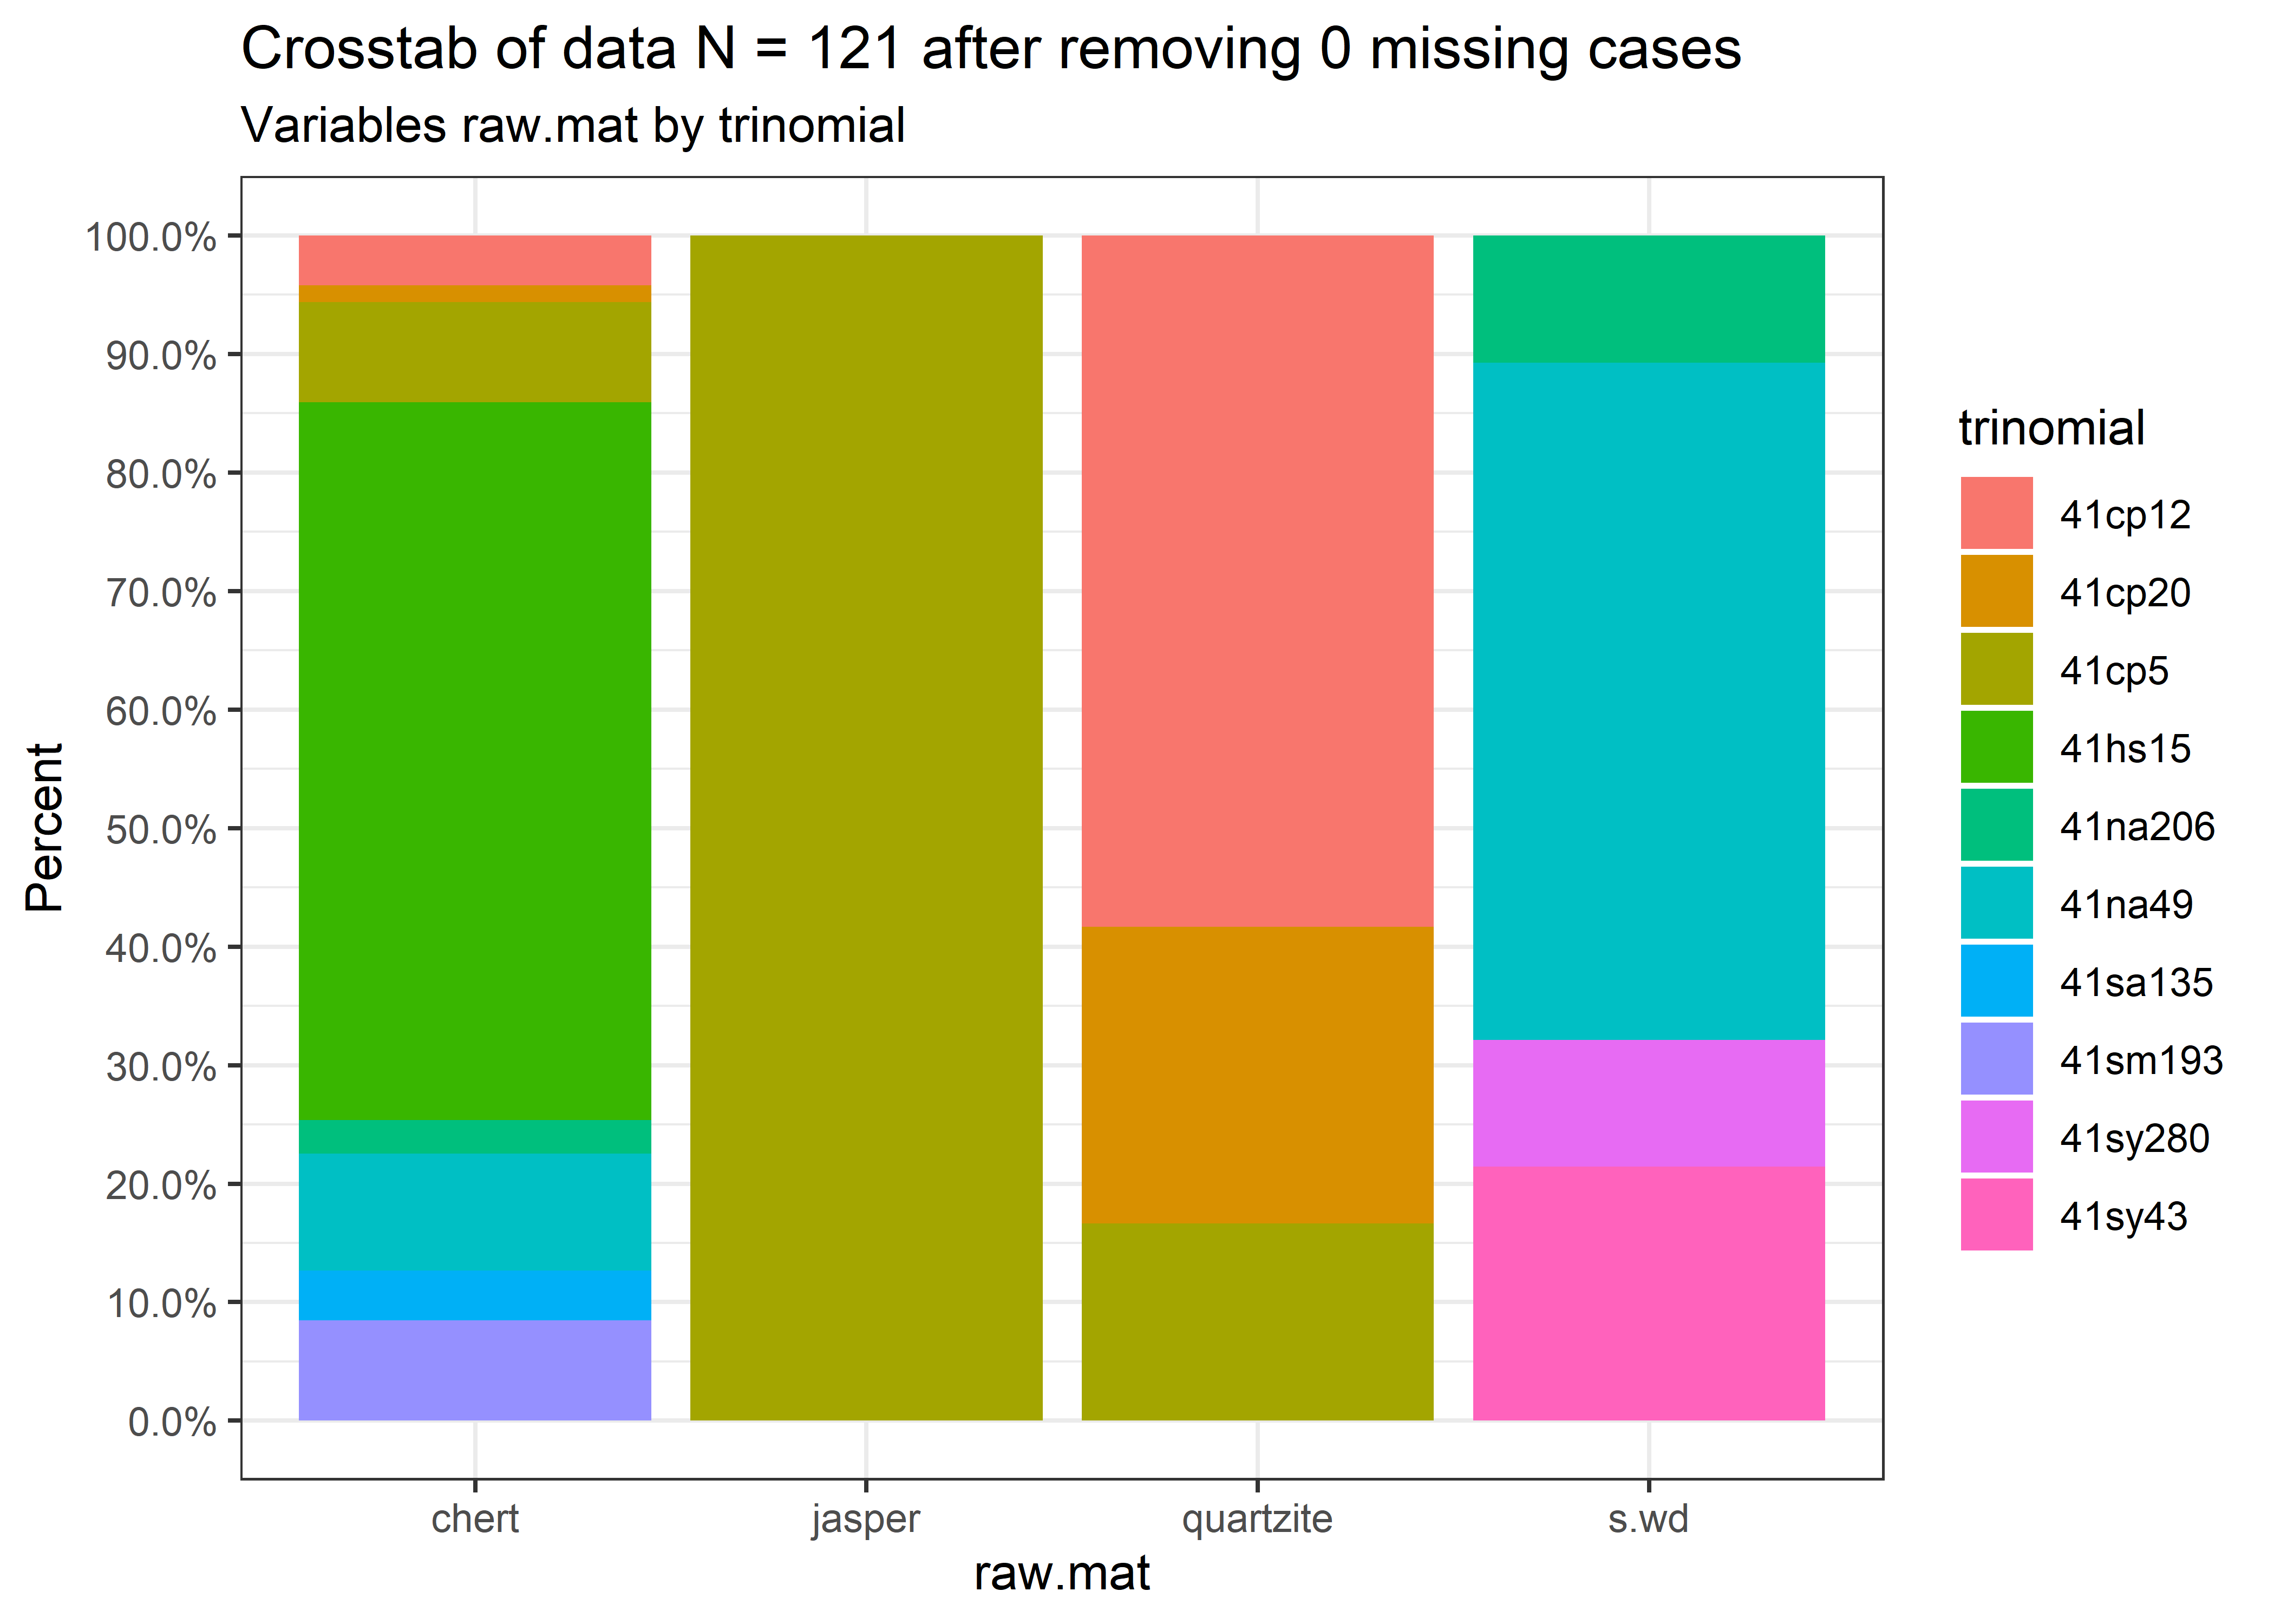 Crosstab of data N = 121 after removing 0 missing cases
Variables raw.mat by trinomial
100.0%
90.0%
80.0%
70.0%
60.0%
50.0%
40.0%
30.0%
20.0%
10.0%
0.0%
Percent
chert jasper quartzite s.wd
raw.mat
trinomial
41cp12
41cp20
41cp5
41hs15
41na206
41na49
41sa135
41sm193
41sy280
41sy43